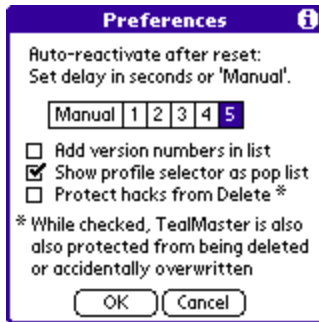 Preferences i
Auto-reactivate after reset:
Set delay in seconds or 'Manual'.
Manual 1 2 3 4 5
Add version numbers in list
Show profile selector as pop list
Protect hacks from Delete *
* While checked, TealMaster is also
also protected from being deleted
or accidentally overwritten
OK Cancel